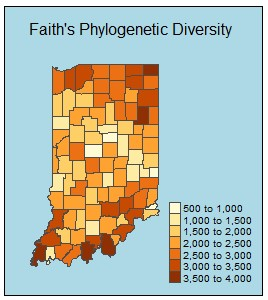 Faith's Phylogenetic Diversity
500 to 1,000
1,000 to 1,500
1,500 to 2,000
2,000 to 2,500
2,500 to 3,000
3,000 to 3,500
3,500 to 4,000